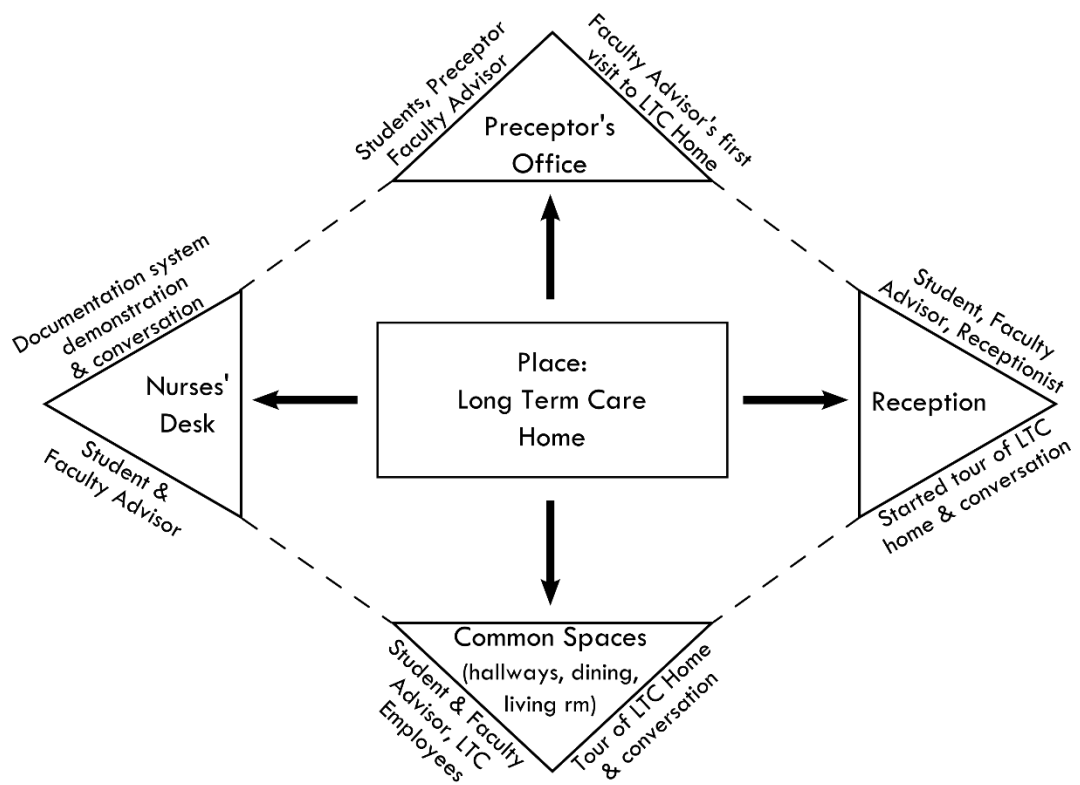 Students, Preceptor
Faculty Advisor
Faculty Advisor's first
visit to LTC Home
Preceptor's
Office
Documentation system
demonstration
& conversation
Nurses'
Desk
Student &
Faculty Advisor
Place:
Long Term Care
Home
Student, Faculty
Advisor, Receptionist
Reception
Started tour of LTC
home & conversation
Common Spaces
(hallways, dining,
living rm)
Student & Faculty
Advisor, LTC
Employees
Tour of LTC Home
& conversation